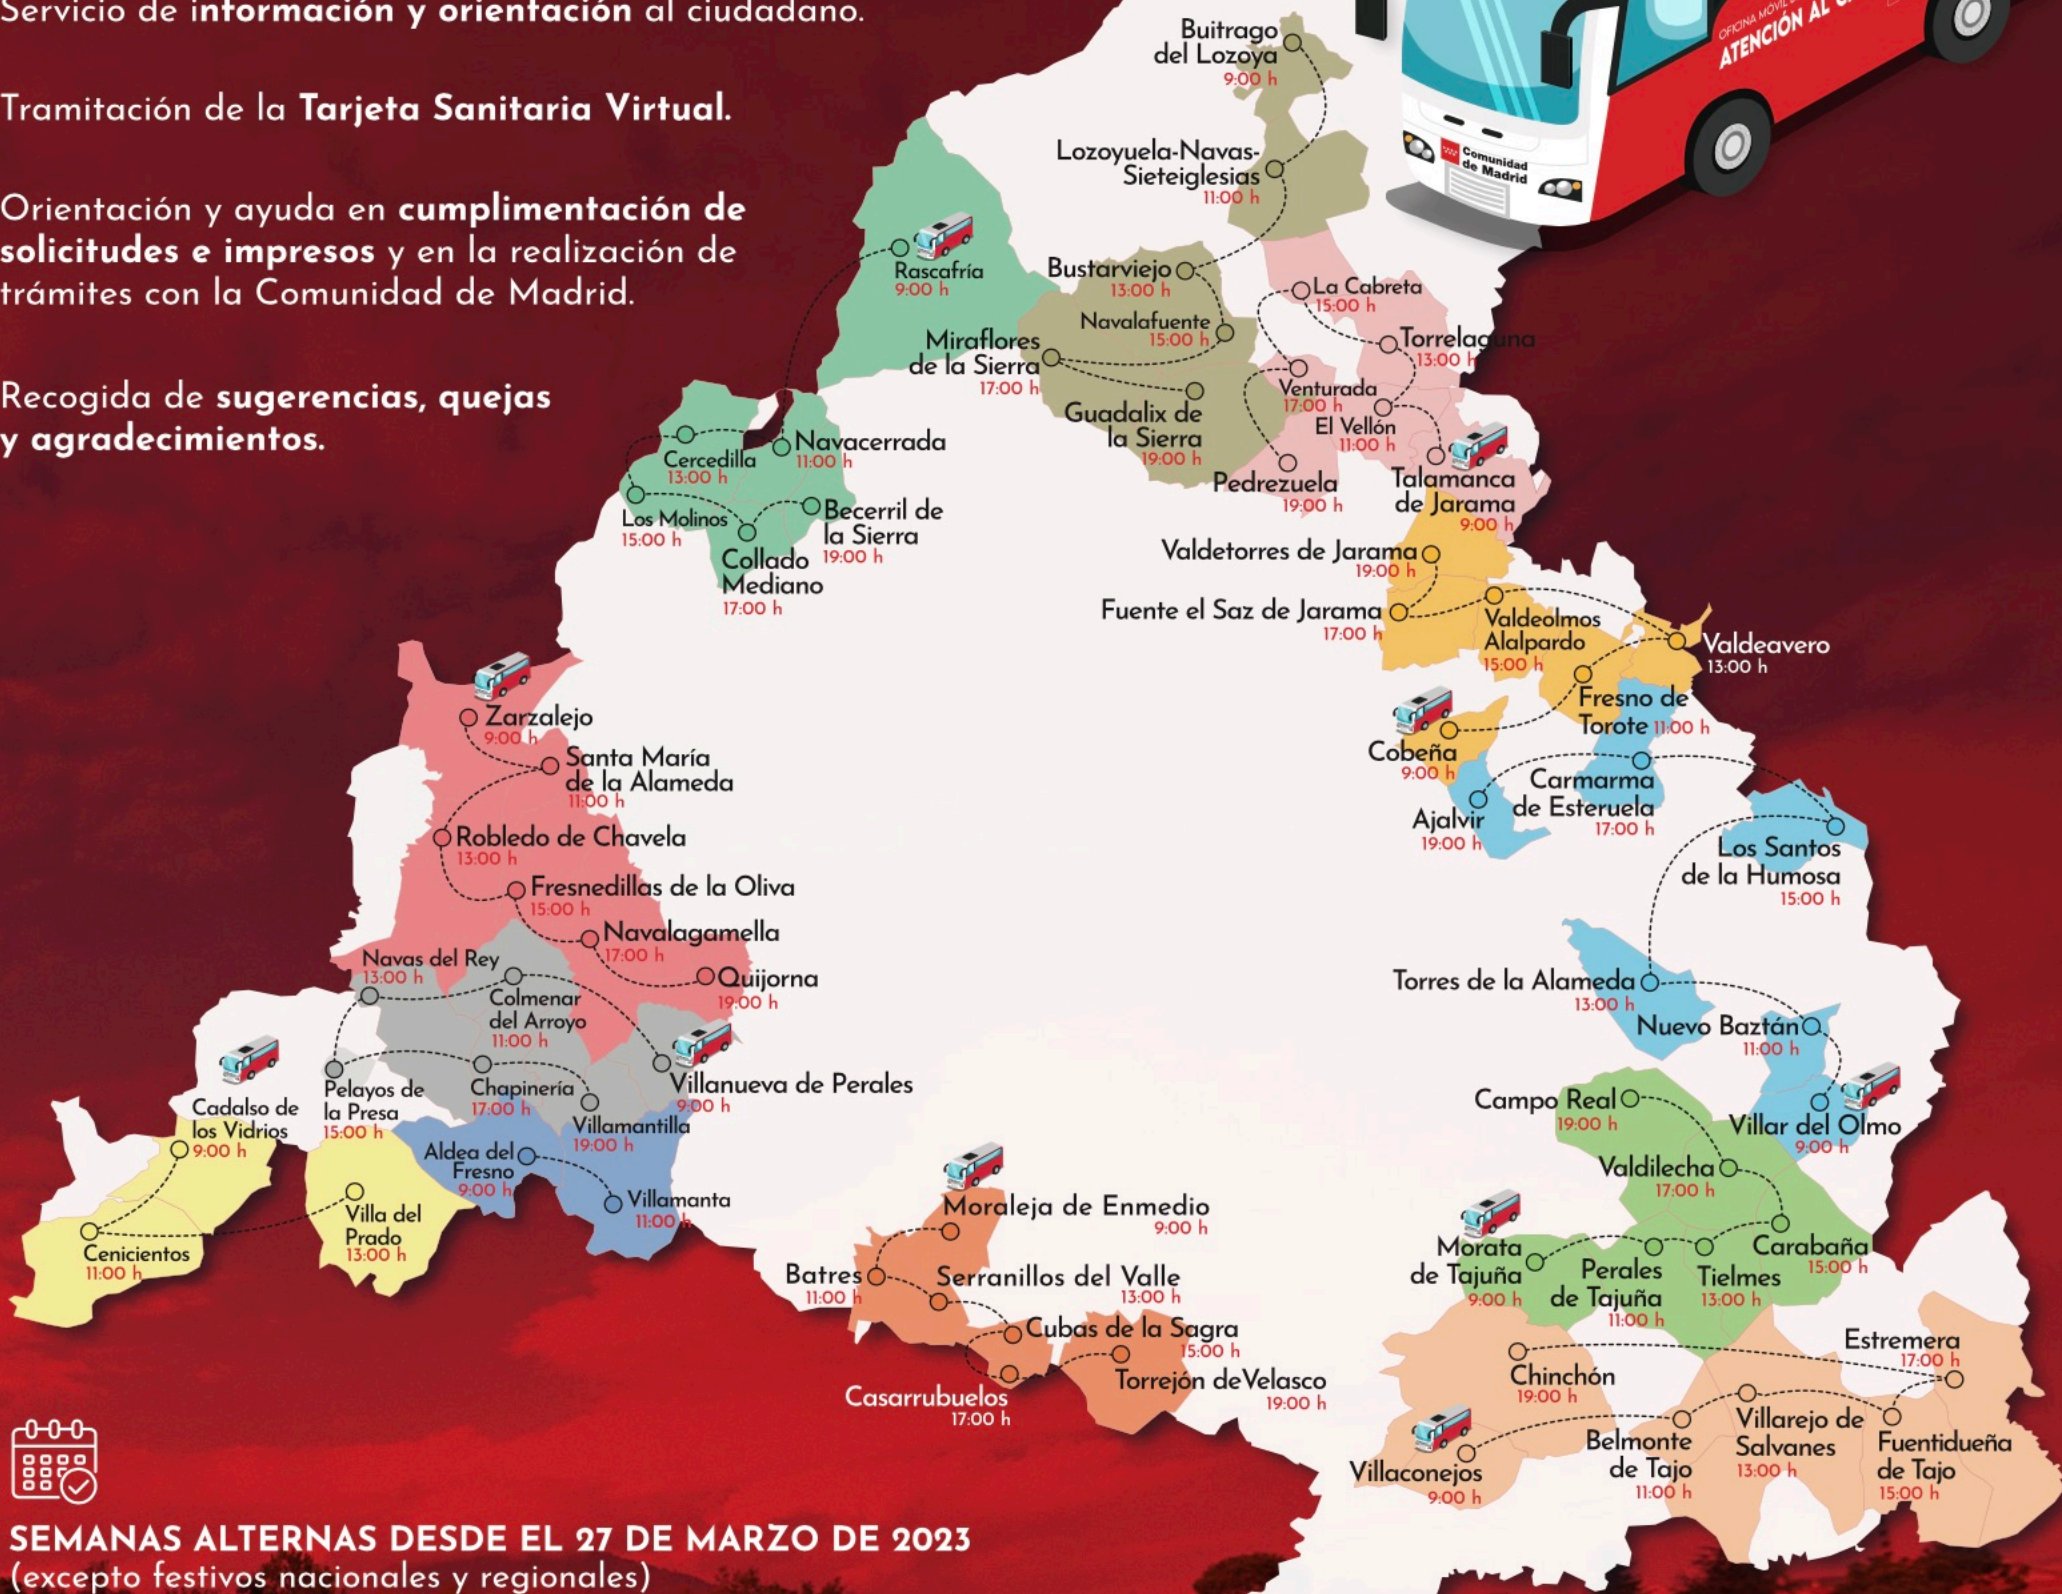 Servicio de información y orientación al ciudadano.
Tramitación de la Tarjeta Sanitaria Virtual.
Orientación y ayuda en cumplimentación de
solicitudes e impresos y en la realización de
trámites con la Comunidad de Madrid.
Recogida de sugerencias, quejas
y agradecimientos.
OFICINA MÓVIL
ATENCIÓN AL
Comunidad
de Madrid
Buitrago
del Lozoya
9:00 h
Lozoyuela-Navas-
Sieteiglesias
11:00 h
Bustarviejo
13:00 h
Navalafuente
15:00 h
Miraflores
de la Sierra
17:00 h
Guadalix de
la Sierra
19:00 h
Rascafría
9:00 h
Navacerrada
11:00 h
Cercedilla
13:00 h
Los Molinos
15:00 h
Collado
Mediano
17:00 h
Becerril de
la Sierra
19:00 h
La Cabreta
15:00 h
Torrelaguna
13:00 h
Venturada
17:00 h
El Vellón
11:00 h
Pedrezuela
19:00 h
Talamanca
de Jarama
9:00 h
Valdetorres de Jarama
19:00 h
Fuente el Saz de Jarama
17:00 h
Valdeolmos
Alalpardo
15:00 h
Valdeavero
13:00 h
Fresno de
Torote 11:00 h
Cobeña
9:00 h
Carmarma
de Esteruela
17:00 h
Ajalvir
19:00 h
Los Santos
de la Humosa
15:00 h
Torres de la Alameda
13:00 h
Nuevo Baztán
11:00 h
Villar del Olmo
9:00 h
Zarzalejo
9:00 h
Santa María
de la Alameda
11:00 h
Robledo de Chavela
13:00 h
Fresnedillas de la Oliva
15:00 h
Navalagamella
17:00 h
Quijorna
19:00 h
Navas del Rey
13:00 h
Colmenar
del Arroyo
11:00 h
Pelayos de
la Presa
15:00 h
Chapinería
17:00 h
Villanueva de Perales
9:00 h
Villamantilla
19:00 h
Cadalso de
los Vidrios
9:00 h
Cenicientos
11:00 h
Villa del
Prado
13:00 h
Aldea del
Fresno
9:00 h
Villamanta
11:00 h
Moraleja de Enmedio
9:00 h
Batres
11:00 h
Serranillos del Valle
13:00 h
Cubas de la Sagra
15:00 h
Casarrubuelos
17:00 h
Torrejón deVelasco
19:00 h
Campo Real
19:00 h
Valdilecha
17:00 h
Carabaña
15:00 h
Morata
de Tajuña
9:00 h
Perales
de Tajuña
11:00 h
Tielmes
13:00 h
Estremera
17:00 h
Chinchón
19:00 h
Villaconejos
9:00 h
Belmonte
de Tajo
11:00 h
Villarejo de
Salvanes
13:00 h
Fuentidueña
de Tajo
15:00 h
SEMANAS ALTERNAS DESDE EL 27 DE MARZO DE 2023
(excepto festivos nacionales y regionales)